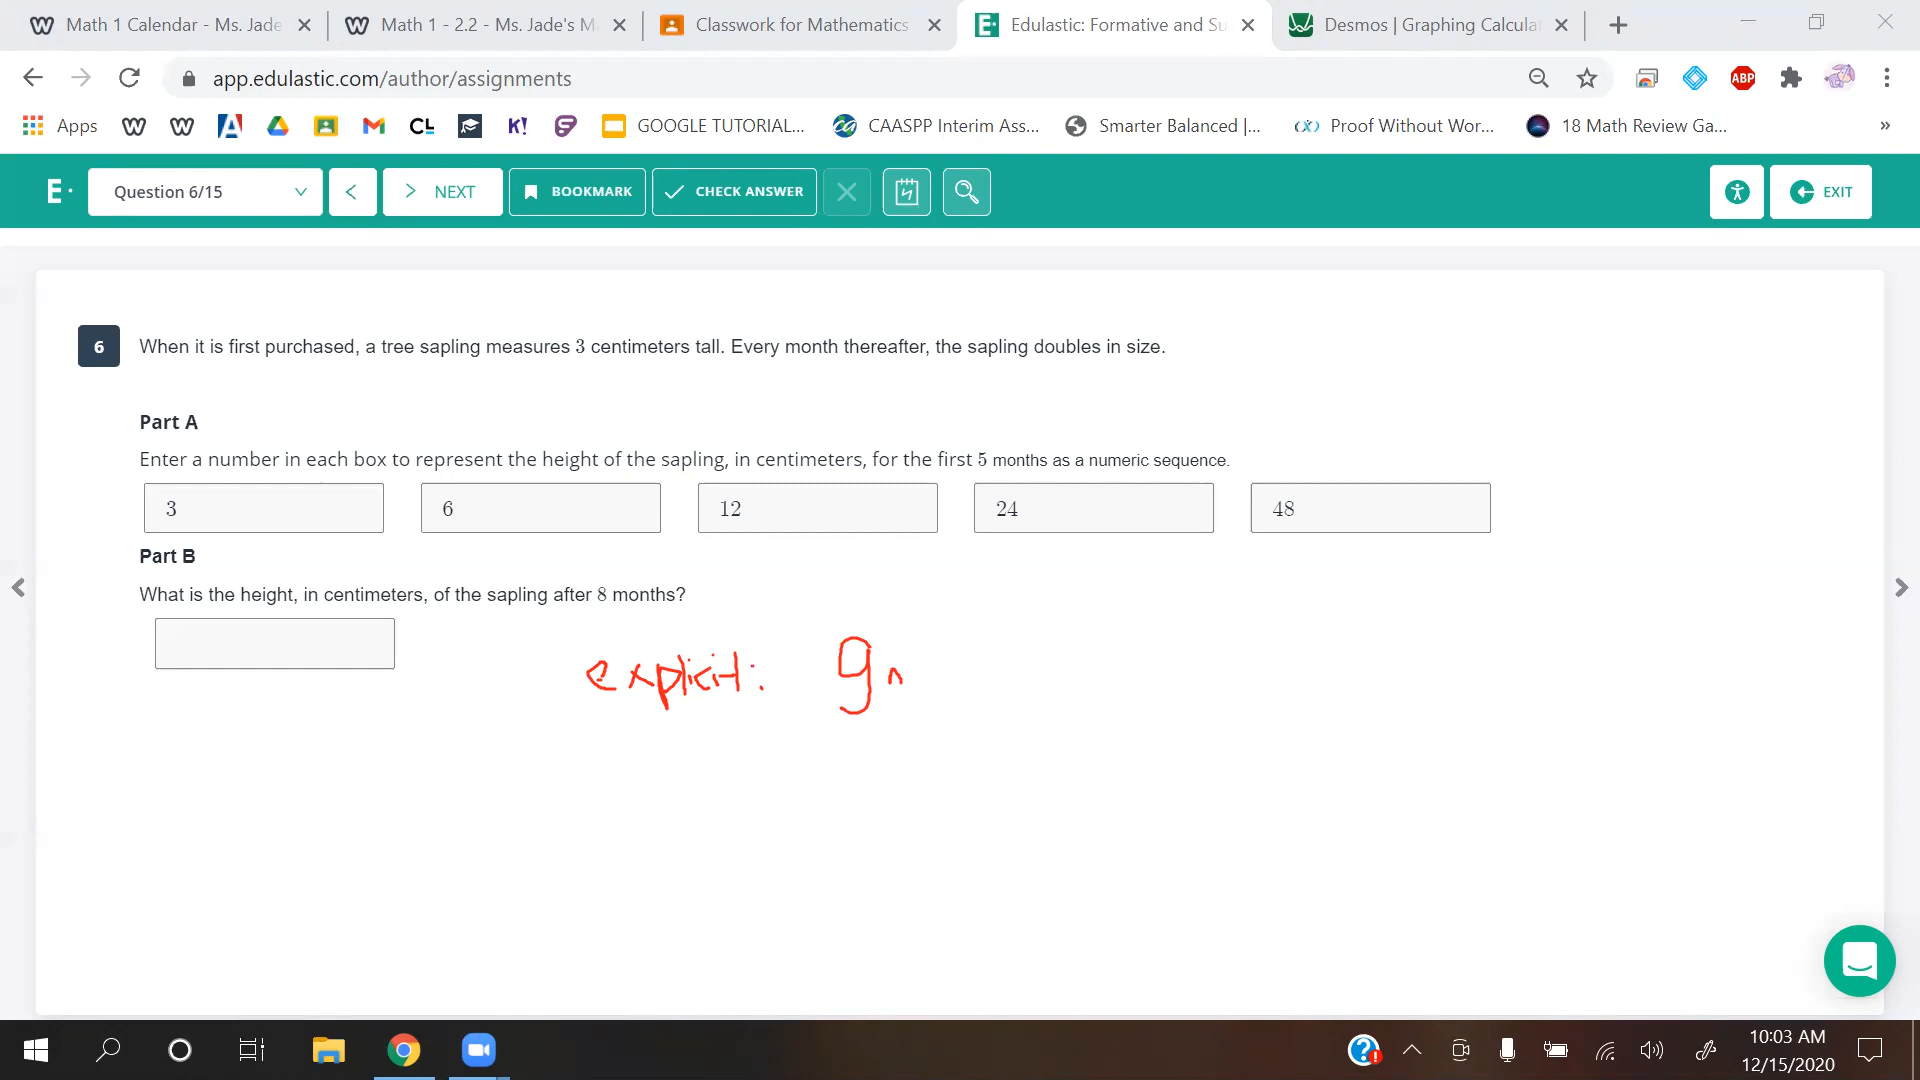 Math 1 Calendar - Ms. Jade
Math 1 - 2.2 - Ms. Jade's M
Classwork for Mathematics
Edulastic: Formative and Su
Desmos | Graphing Calculat
app.edulastic.com/author/assignments
ABP
Apps
CL
K!
GOOGLE TUTORIAL...
CAASPP Interim Ass...
Smarter Balanced |...
Proof Without Wor...
18 Math Review Ga...
»
E·
Question 6/15
NEXT
BOOKMARK
CHECK ANSWER
EXIT
6
When it is first purchased, a tree sapling measures 3 centimeters tall. Every month thereafter, the sapling doubles in size.
Part A
Enter a number in each box to represent the height of the sapling, in centimeters, for the first 5 months as a numeric sequence.
3 6 12 24 48
Part B
What is the height, in centimeters, of the sapling after 8 months?
explicit: g n
10:03 AM
12/15/2020